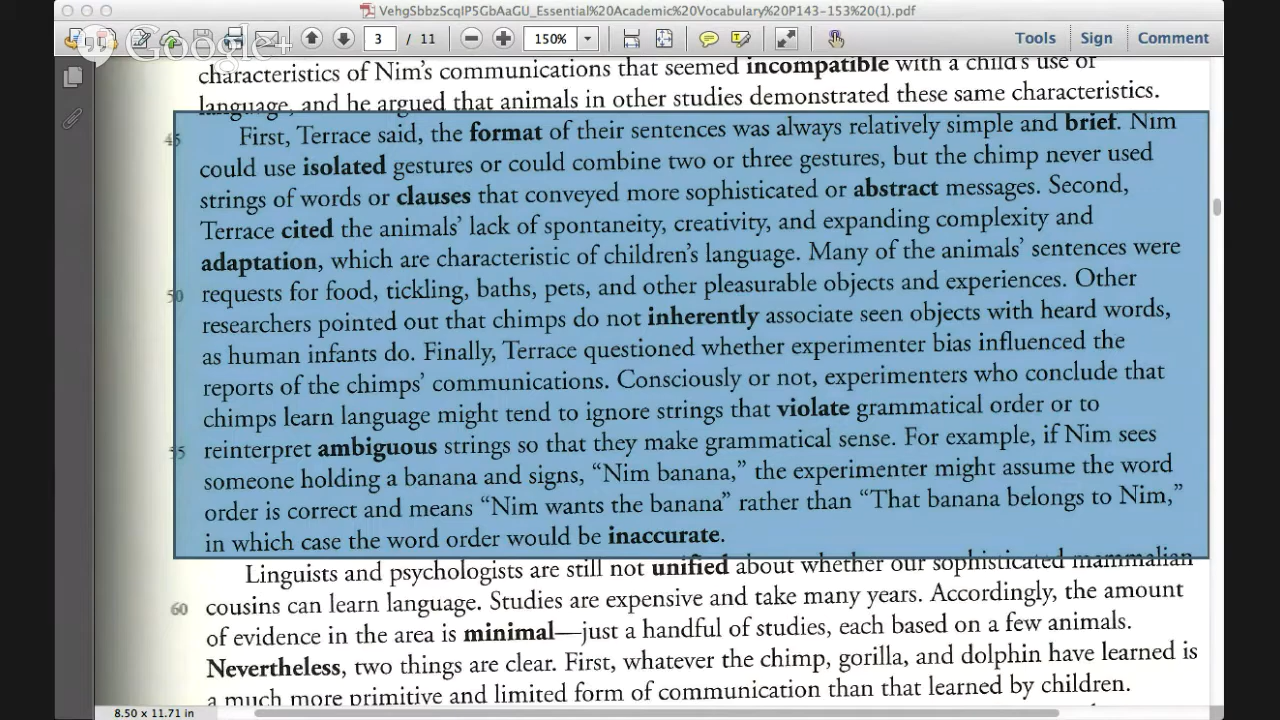 VehgSbbzScqIP5GbAaGU_Essential%20Academic%20Vocabulary%20P143-153%20(1).pdf
Google+
3 / 11
150%
Tools Sign Comment
characteristics of Nim's communications that seemed incompatible with a child's use of
language, and he argued that animals in other studies demonstrated these same characteristics.
45 First, Terrace said, the format of their sentences was always relatively simple and brief. Nim
could use isolated gestures or could combine two or three gestures, but the chimp never used
strings of words or clauses that conveyed more sophisticated or abstract messages. Second,
Terrace cited the animals' lack of spontaneity, creativity, and expanding complexity and
adaptation, which are characteristic of children's language. Many of the animals' sentences were
50 requests for food, tickling, baths, pets, and other pleasurable objects and experiences. Other
researchers pointed out that chimps do not inherently associate seen objects with heard words,
as human infants do. Finally, Terrace questioned whether experimenter bias influenced the
reports of the chimps' communications. Consciously or not, experimenters who conclude that
chimps learn language might tend to ignore strings that violate grammatical order or to
55 reinterpret ambiguous strings so that they make grammatical sense. For example, if Nim sees
someone holding a banana and signs, “Nim banana,” the experimenter might assume the word
order is correct and means “Nim wants the banana” rather than “That banana belongs to Nim,”
in which case the word order would be inaccurate.
Linguists and psychologists are still not unified about whether our sophisticated mammalian
60 cousins can learn language. Studies are expensive and take many years. Accordingly, the amount
of evidence in the area is minimal—just a handful of studies, each based on a few animals.
Nevertheless, two things are clear. First, whatever the chimp, gorilla, and dolphin have learned is
a much more primitive and limited form of communication than that learned by children.
8.50 x 11.71 in